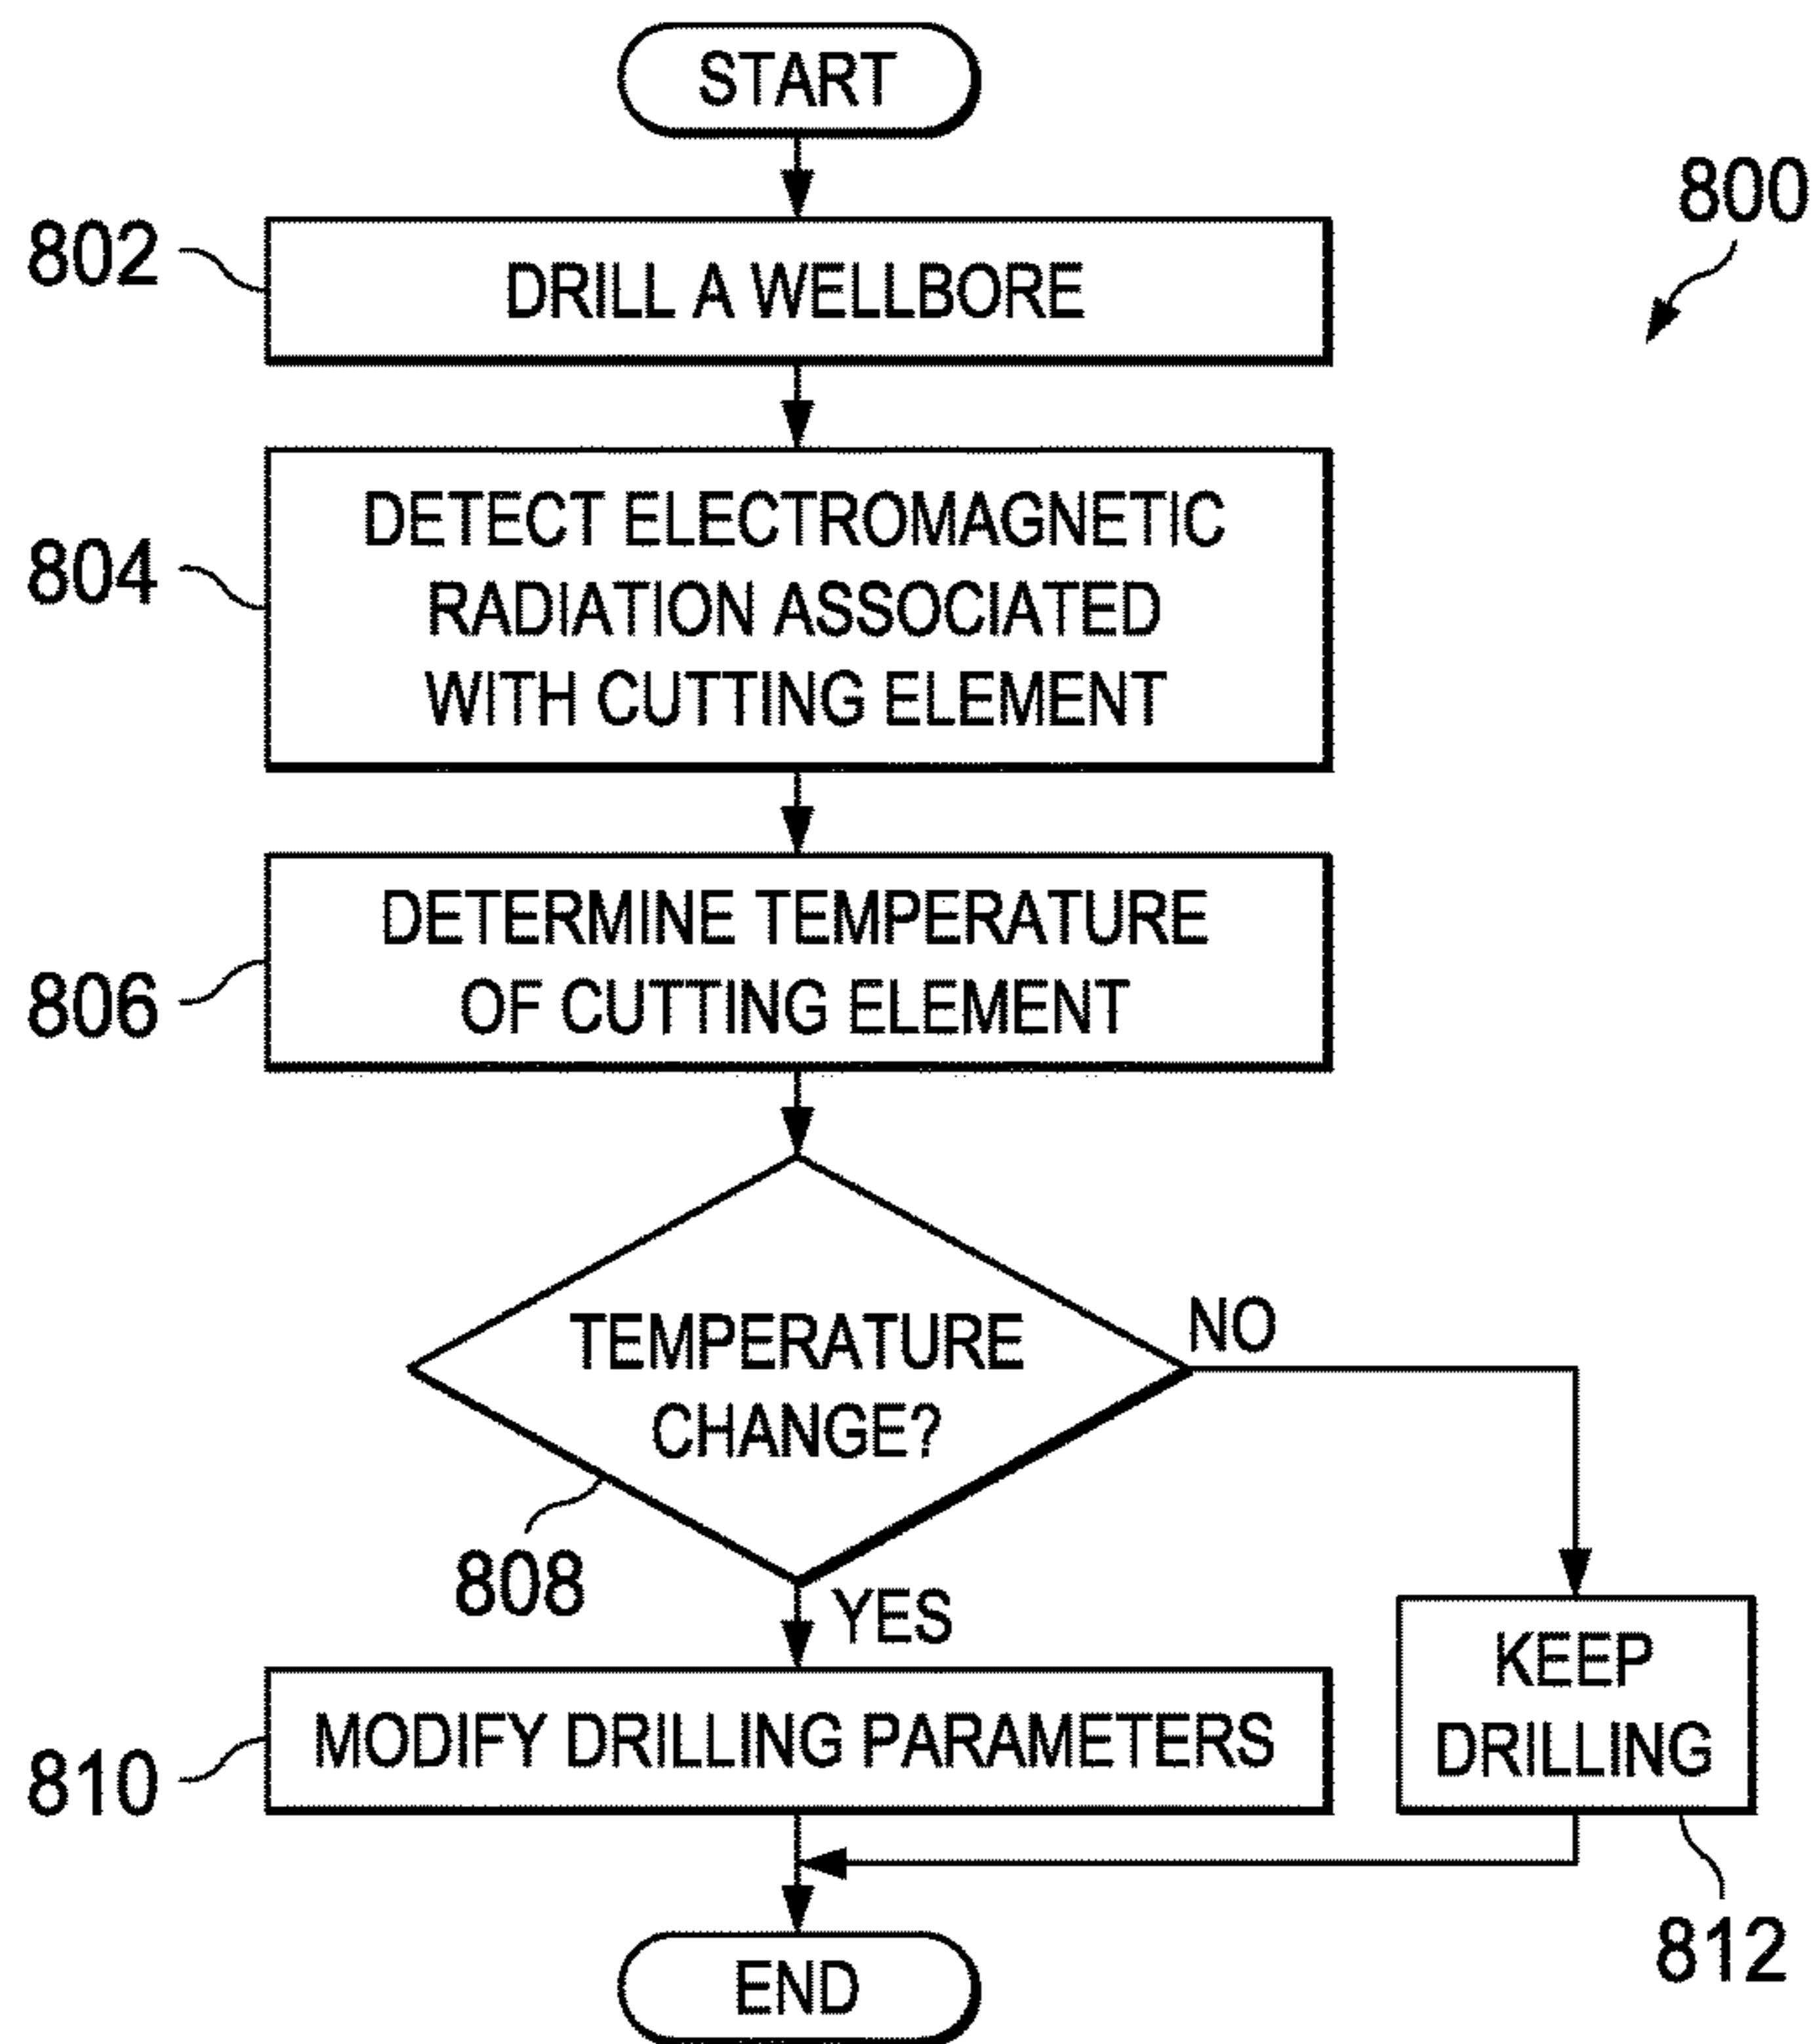 START
800
802
DRILL A WELLBORE
804
DETECT ELECTROMAGNETIC
RADIATION ASSOCIATED
WITH CUTTING ELEMENT
806
DETERMINE TEMPERATURE
OF CUTTING ELEMENT
TEMPERATURE
CHANGE?
NO
808
YES
810
MODIFY DRILLING PARAMETERS
KEEP
DRILLING
812
END